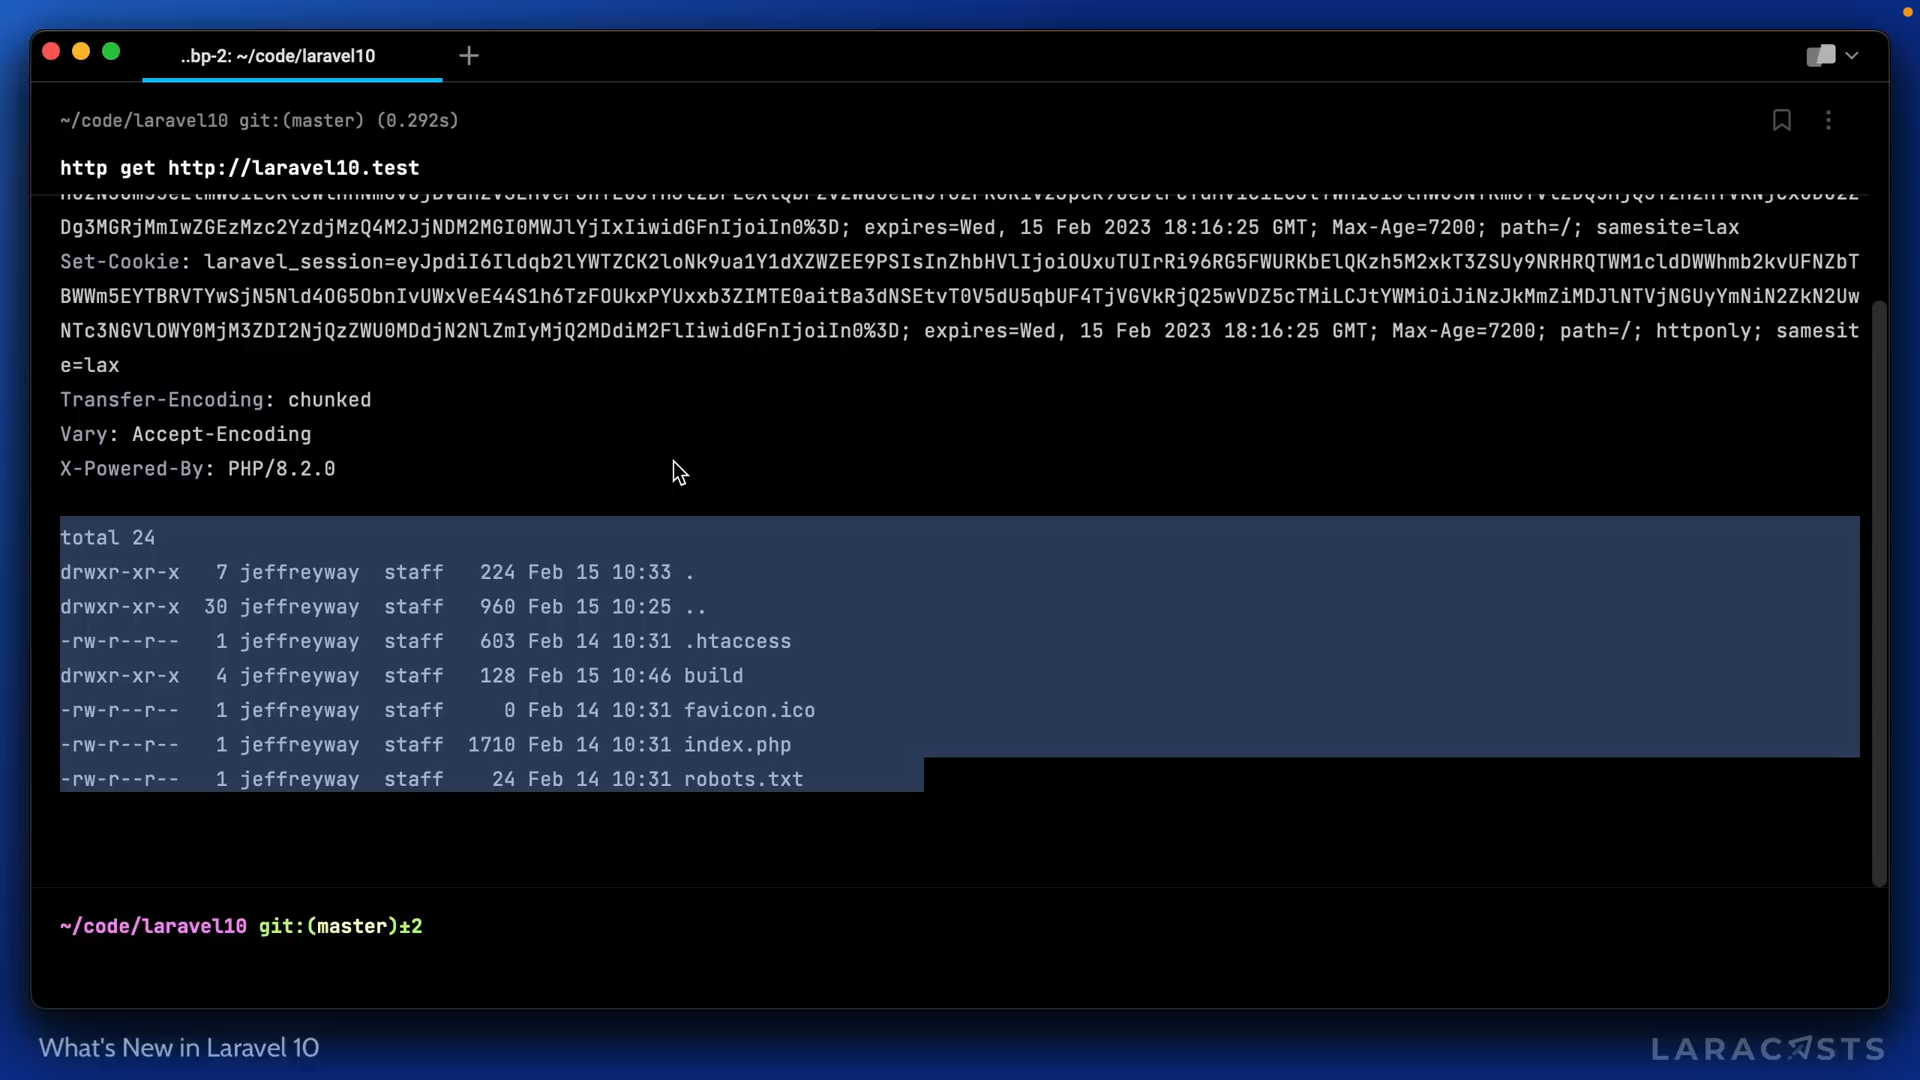 ..bp-2: ~/code/laravel10
~/code/laravel10 git:(master) (0.292s)
http get http://laravel10.test
Dg3MGRjMmIwZGEzMzc2YzdjMzQ4M2JjNDM2MGI0MWJlYjIxIiwidGFnIjoiIn0%3D; expires=Wed, 15 Feb 2023 18:16:25 GMT; Max-Age=7200; path=/; samesite=lax
Set-Cookie: laravel_session=eyJpdiI6Ildqb2lYWTZCK2loNk9ua1Y1dXZWZEE9PSIsInZhbHVlIjoiOUxuTUIrRi96RG5FWURKbElQKzh5M2xkT3ZSUy9NRHRQTWM1cldDWWhmb2kvUFNZbT
BWWm5EYTBRVTYwSjN5Nld4OG5ObnIvUWxVeE44S1h6TzFOUkxPYUxxb3ZIMTE0aitBa3dNSEtvT0V5dU5qbUF4TjVGVkRjQ25wVDZ5cTMiLCJtYWMiOiJiNzJkMmZiMDJlNTVjNGUyYmNiN2ZkN2Uw
NTc3NGVlOWY0MjM3ZDI2NjQzZWU0MDdjN2NlZmIyMjQ2MDdiM2FlIiwidGFnIjoiIn0%3D; expires=Wed, 15 Feb 2023 18:16:25 GMT; Max-Age=7200; path=/; httponly; samesit
e=lax
Transfer-Encoding: chunked
Vary: Accept-Encoding
X-Powered-By: PHP/8.2.0
total 24
drwxr-xr-x 7 jeffreyway staff 224 Feb 15 10:33 .
drwxr-xr-x 30 jeffreyway staff 960 Feb 15 10:25 ..
-rw-r--r-- 1 jeffreyway staff 603 Feb 14 10:31 .htaccess
drwxr-xr-x 4 jeffreyway staff 128 Feb 15 10:46 build
-rw-r--r-- 1 jeffreyway staff 0 Feb 14 10:31 favicon.ico
-rw-r--r-- 1 jeffreyway staff 1710 Feb 14 10:31 index.php
-rw-r--r-- 1 jeffreyway staff 24 Feb 14 10:31 robots.txt
~/code/laravel10 git:(master)±2
What's New in Laravel 10
LARACASTS